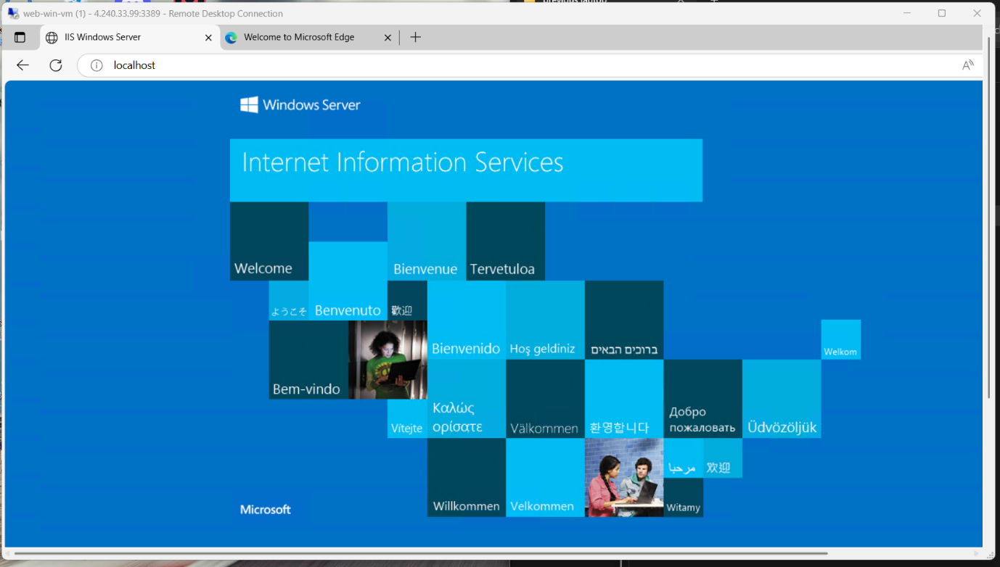 previous laptop
web-win-vm (1) - 4.240.33.99:3389 - Remote Desktop Connection
IIS Windows Server
Welcome to Microsoft Edge
localhost
Windows Server
Internet Information Services
Welcome
Bienvenue
Tervetuloa
ようこそ
Benvenuto
歡迎
Bienvenido
Hoş geldiniz
ברוכים הבאים
Welkom
Bem-vindo
Vítejte
Καλώς
ορίσατε
Välkommen
환영합니다
Добро
пожаловать
Üdvözöljük
مرحبا
欢迎
Willkommen
Velkommen
Witamy
Microsoft